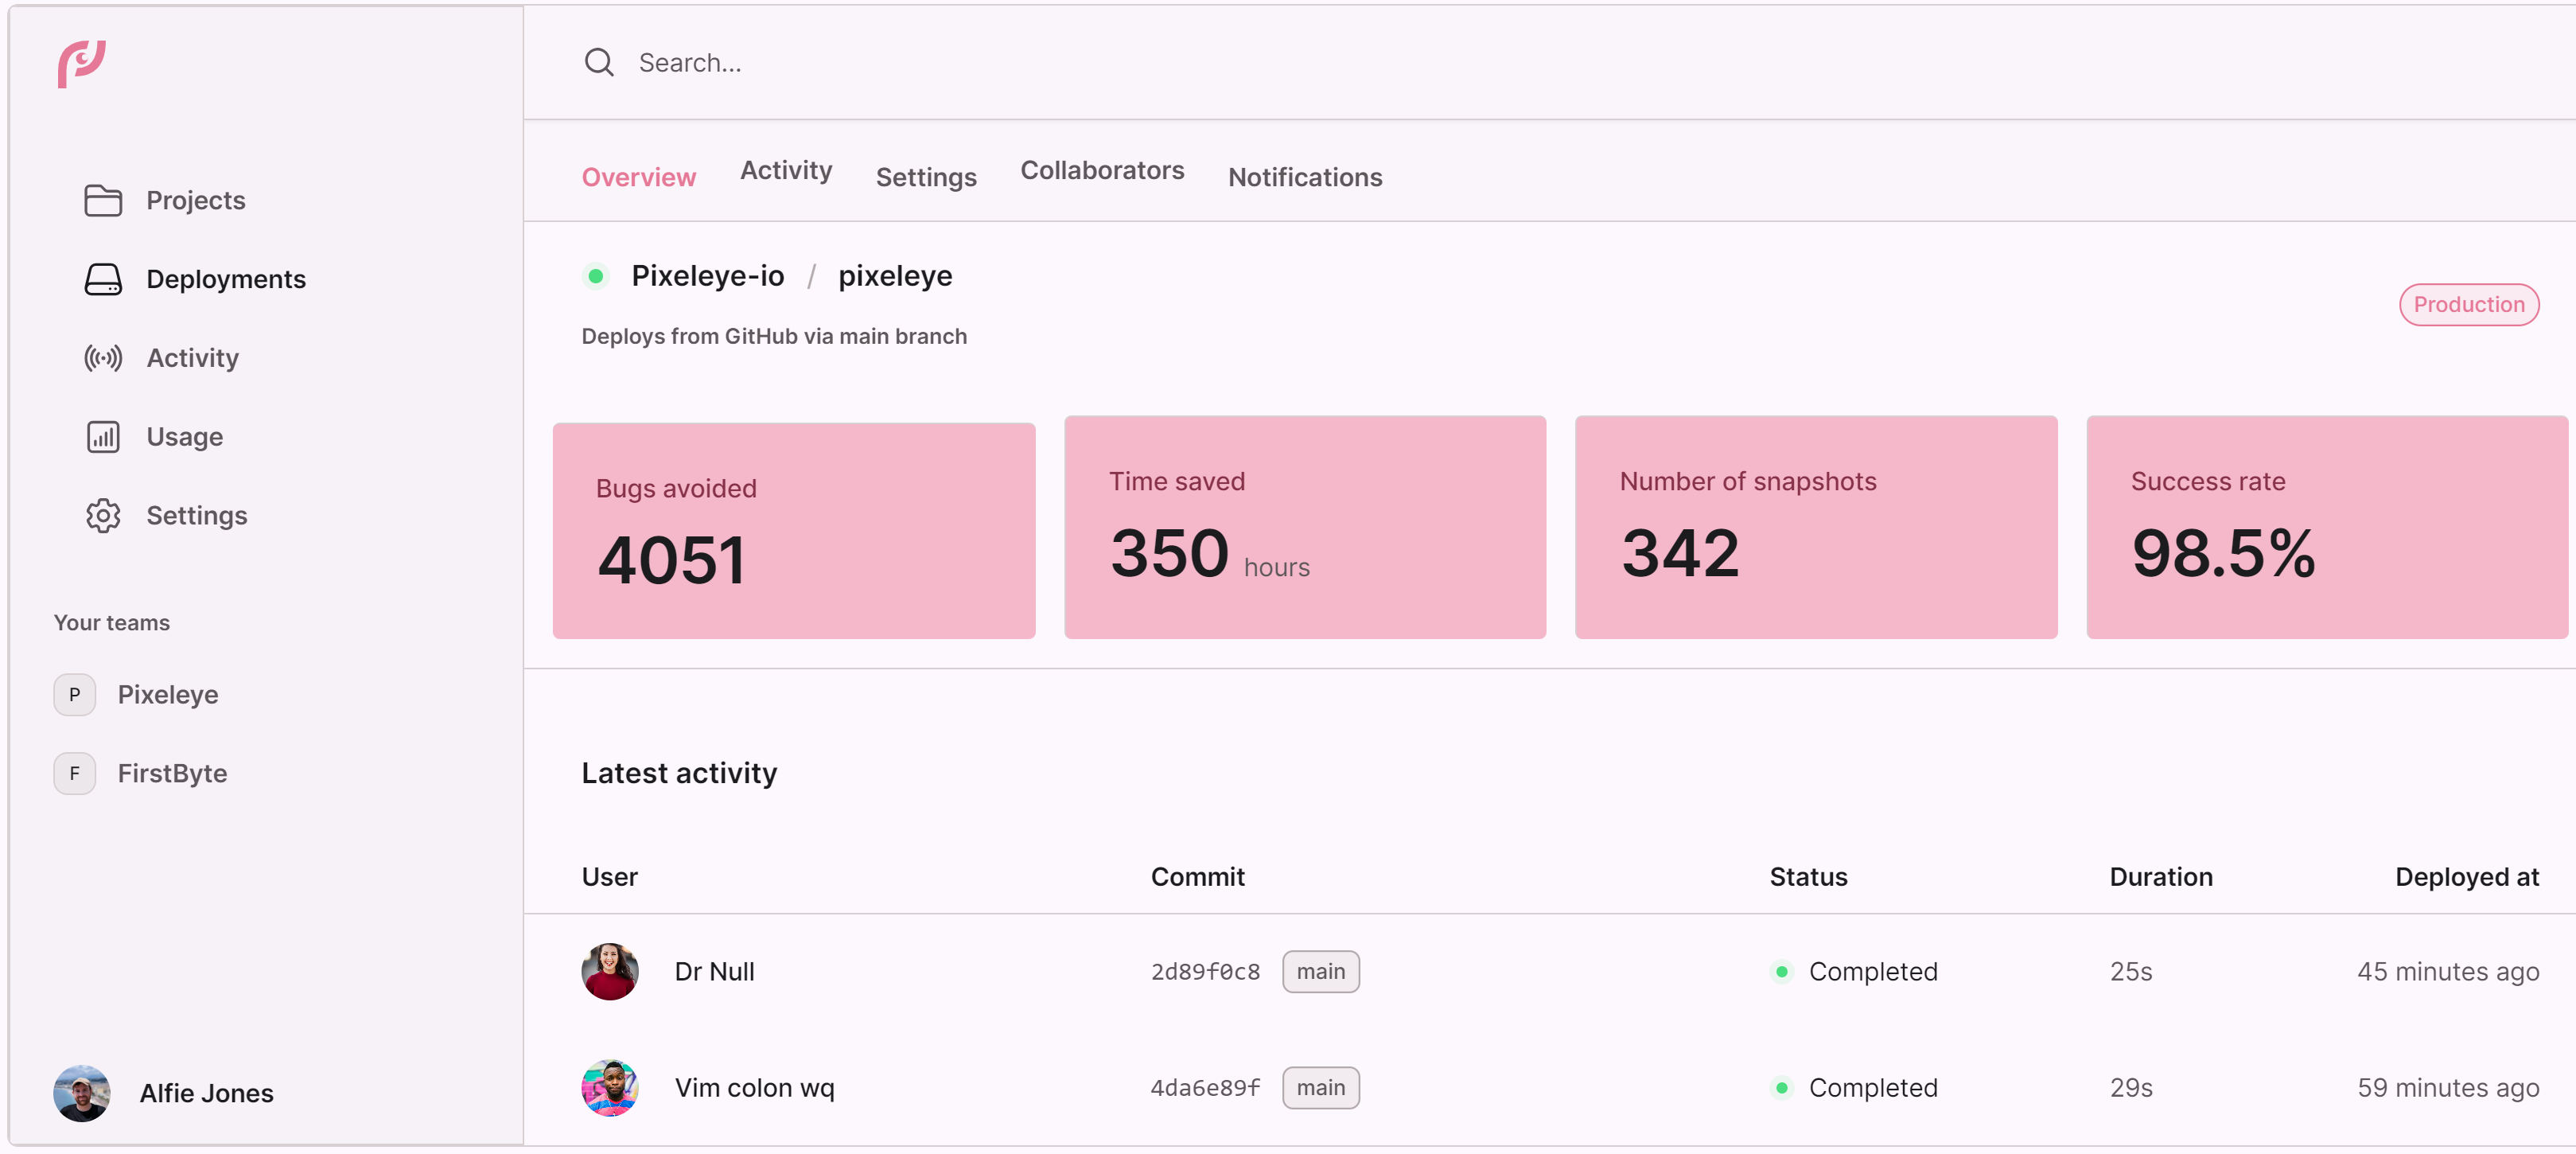 Search...
Projects
Deployments
Activity
Usage
Settings
Your teams
P Pixeleye
F FirstByte
Alfie Jones
Overview Activity Settings Collaborators Notifications
Pixeleye-io / pixeleye
Deploys from GitHub via main branch
Production
Bugs avoided
4051
Time saved
350 hours
Number of snapshots
342
Success rate
98.5%
Latest activity
User Commit Status Duration Deployed at
Dr Null 2d89f0c8 main Completed 25s 45 minutes ago
Vim colon wq 4da6e89f main Completed 29s 59 minutes ago